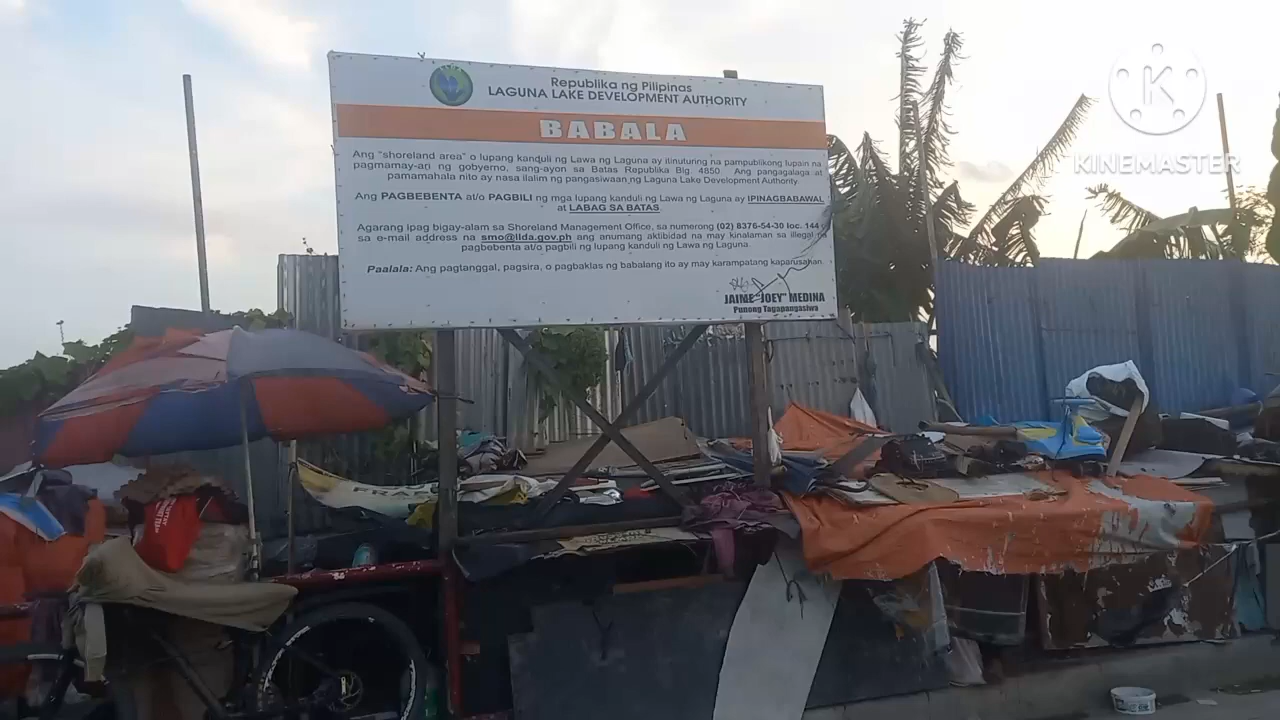 Republika ng Pilipinas
LAGUNA LAKE DEVELOPMENT AUTHORITY
BABALA
Ang "shoreland area" o lupang kanduli ng Lawa ng Laguna ay itinuturing na pampublikong lupain na
pagmamay-ari ng gobyerno, sang-ayon sa Batas Republika Blg. 4850. Ang pangagalaga at
pamamahala nito ay nasa ilalim ng pangasiwaan ng Laguna Lake Development Authority.
Ang PAGBEBENTA at/o PAGBILI ng mga lupang kanduli ng Lawa ng Laguna ay IPINAGBABAWAL
at LABAG SA BATAS.
Agarang ipag bigay-alam sa Shoreland Management Office, sa numerong (02) 8376-54-30 loc. 144 o
sa e-mail address na smo@llda.gov.ph ang anumang aktibidad na may kinalaman sa illegal na
pagbebenta at/o pagbili ng lupang kanduli ng Lawa ng Laguna.
Paalala: Ang pagtanggal, pagsira, o pagbaklas ng babalang ito ay may karampatang kaparusahan.
JAIME "JOEY" MEDINA
Punong Tagapangasiwa
K
KINEMASTER